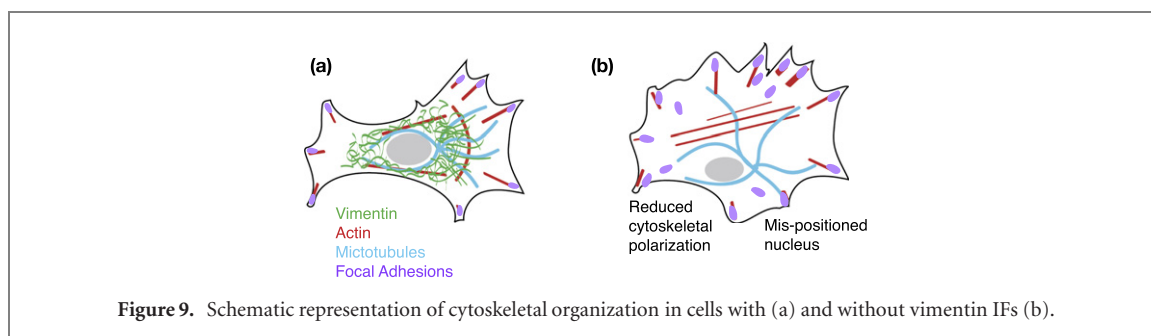 (a)
(b)
Vimentin
Actin
Mictotubules
Focal Adhesions
Reduced
cytoskeletal
polarization
Mis-positioned
nucleus
Figure 9. Schematic representation of cytoskeletal organization in cells with (a) and without vimentin IFs (b).